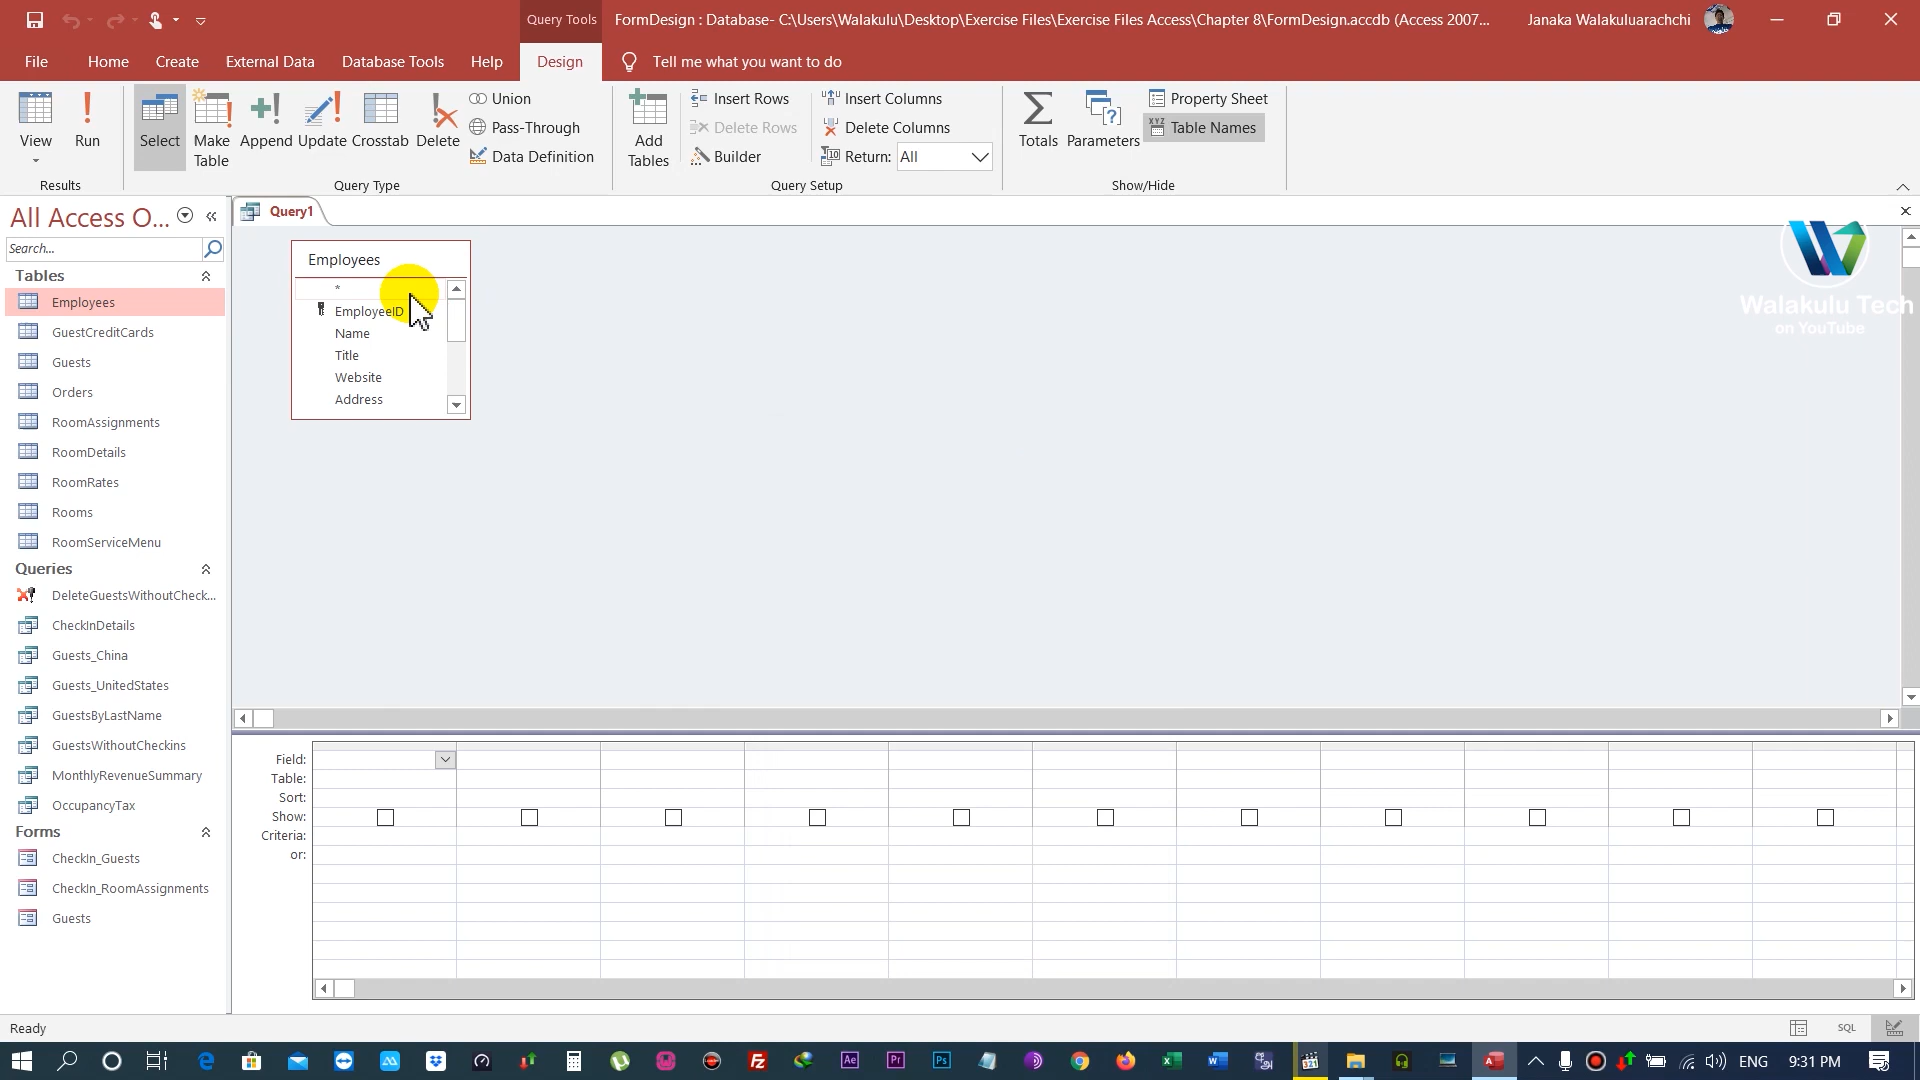 Query Tools
FormDesign : Database- C:\Users\Walakulu\Desktop\Exercise Files\Exercise Files Access\Chapter 8\FormDesign.accdb (Access 2007...
Janaka Walakuluarachchi
File Home Create External Data Database Tools Help Design Tell me what you want to do
View
Run
Results
Select
Make
Table
Append
Update
Crosstab
Delete
Union
Pass-Through
Data Definition
Query Type
Add
Tables
Insert Rows
Delete Rows
Builder
Insert Columns
Delete Columns
Return: All
Query Setup
Totals
Parameters
Property Sheet
Table Names
Show/Hide
All Access O...
Search...
Tables
Employees
GuestCreditCards
Guests
Orders
RoomAssignments
RoomDetails
RoomRates
Rooms
RoomServiceMenu
Queries
DeleteGuestsWithoutCheck...
CheckInDetails
Guests_China
Guests_UnitedStates
GuestsByLastName
GuestsWithoutCheckins
MonthlyRevenueSummary
OccupancyTax
Forms
CheckIn_Guests
CheckIn_RoomAssignments
Guests
Query1
Employees
*
EmployeeID
Name
Title
Website
Address
Walakulu Tech
on YouTube
Field:
Table:
Sort:
Show:
Criteria:
or:
Ready
SQL
ENG
9:31 PM